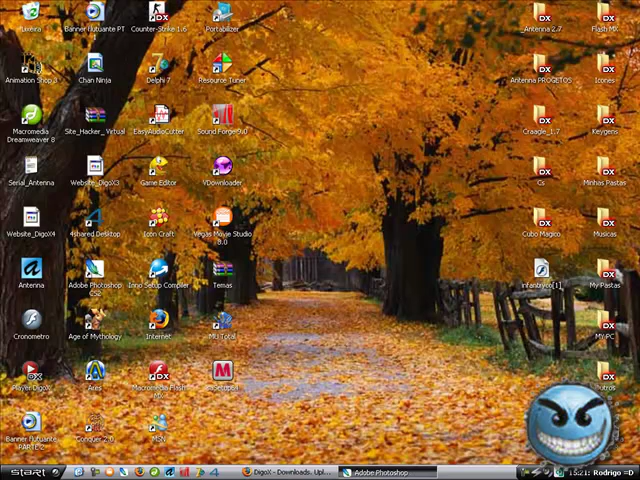 Lixeira
Banner Flutuante PT
Counter-Strike 1.6
Portabilizer
_Antenna 2.7
Flash MX
Animation Shop 3
Chan Ninja
Delphi 7
Resource Tuner
Antenna PROGETOS
Icones
Macromedia Dreamweaver 8
Site_Hacker_Virtual
EasyAudioCutter
Sound Forge 9.0
Craagle_1.7
Keygens
Serial_Antenna
Website_DigoX3
Game Editor
VDownloader
Cs
Minhas Pastas
Website_DigoX4
4shared Desktop
Icon Craft
Vegas Movie Studio 8.0
Cubo Magico
Musicas
Antenna
Adobe Photoshop CS2
Inno Setup Compiler
Temas
infantryco[1]
My Pastas
Cronometro
Age of Mythology
Internet
MU Total
MY PC
Player DigoX
Ares
Macromedia Flash MX
Outros
Banner Flutuante PARTE 2
Conquer 2.0
MSN
start
DigoX - Downloads. Upl...
Adobe Photoshop
15:21: Rodrigo =D